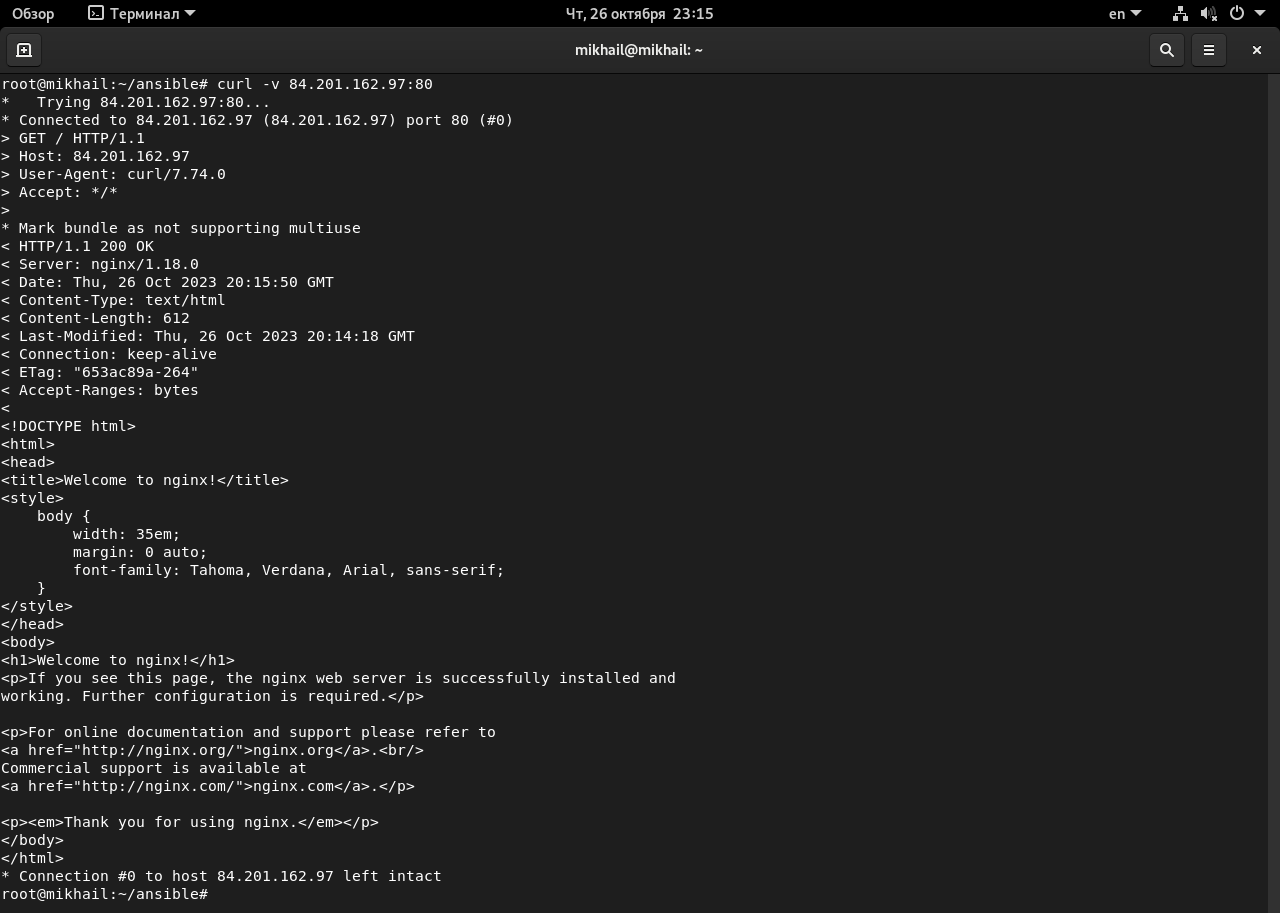 Обзор Терминал Чт, 26 октября 23:15 en
mikhail@mikhail: ~
root@mikhail:~/ansible# curl -v 84.201.162.97:80
*   Trying 84.201.162.97:80...
* Connected to 84.201.162.97 (84.201.162.97) port 80 (#0)
> GET / HTTP/1.1
> Host: 84.201.162.97
> User-Agent: curl/7.74.0
> Accept: */*
>
* Mark bundle as not supporting multiuse
< HTTP/1.1 200 OK
< Server: nginx/1.18.0
< Date: Thu, 26 Oct 2023 20:15:50 GMT
< Content-Type: text/html
< Content-Length: 612
< Last-Modified: Thu, 26 Oct 2023 20:14:18 GMT
< Connection: keep-alive
< ETag: "653ac89a-264"
< Accept-Ranges: bytes
<
<!DOCTYPE html>
<html>
<head>
<title>Welcome to nginx!</title>
<style>
    body {
        width: 35em;
        margin: 0 auto;
        font-family: Tahoma, Verdana, Arial, sans-serif;
    }
</style>
</head>
<body>
<h1>Welcome to nginx!</h1>
<p>If you see this page, the nginx web server is successfully installed and
working. Further configuration is required.</p>

<p>For online documentation and support please refer to
<a href="http://nginx.org/">nginx.org</a>.<br/>
Commercial support is available at
<a href="http://nginx.com/">nginx.com</a>.</p>

<p><em>Thank you for using nginx.</em></p>
</body>
</html>
* Connection #0 to host 84.201.162.97 left intact
root@mikhail:~/ansible#